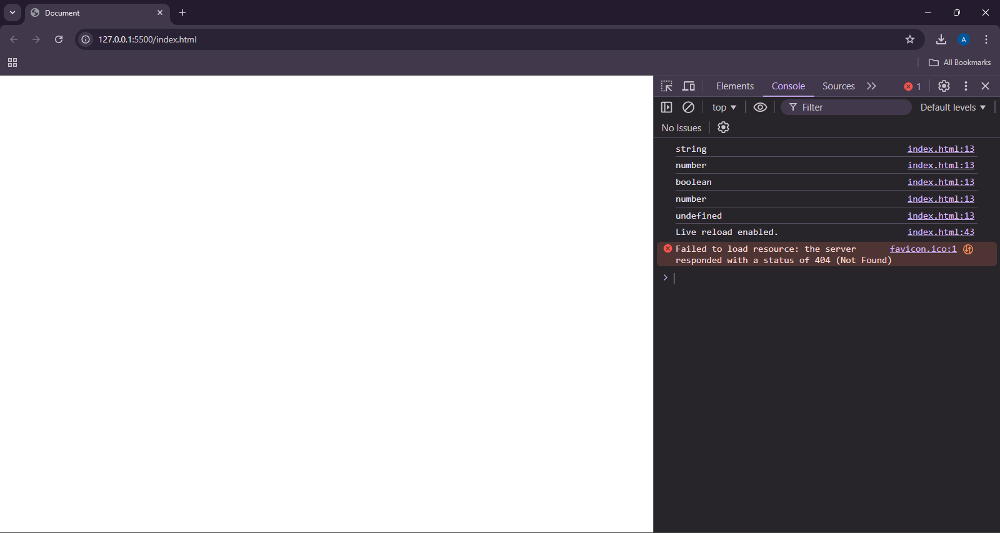 Document
127.0.0.1:5500/index.html
A
All Bookmarks
Elements Console Sources 1
top Filter Default levels
No Issues
string index.html:13
number index.html:13
boolean index.html:13
number index.html:13
undefined index.html:13
Live reload enabled. index.html:43
Failed to load resource: the server favicon.ico:1
responded with a status of 404 (Not Found)